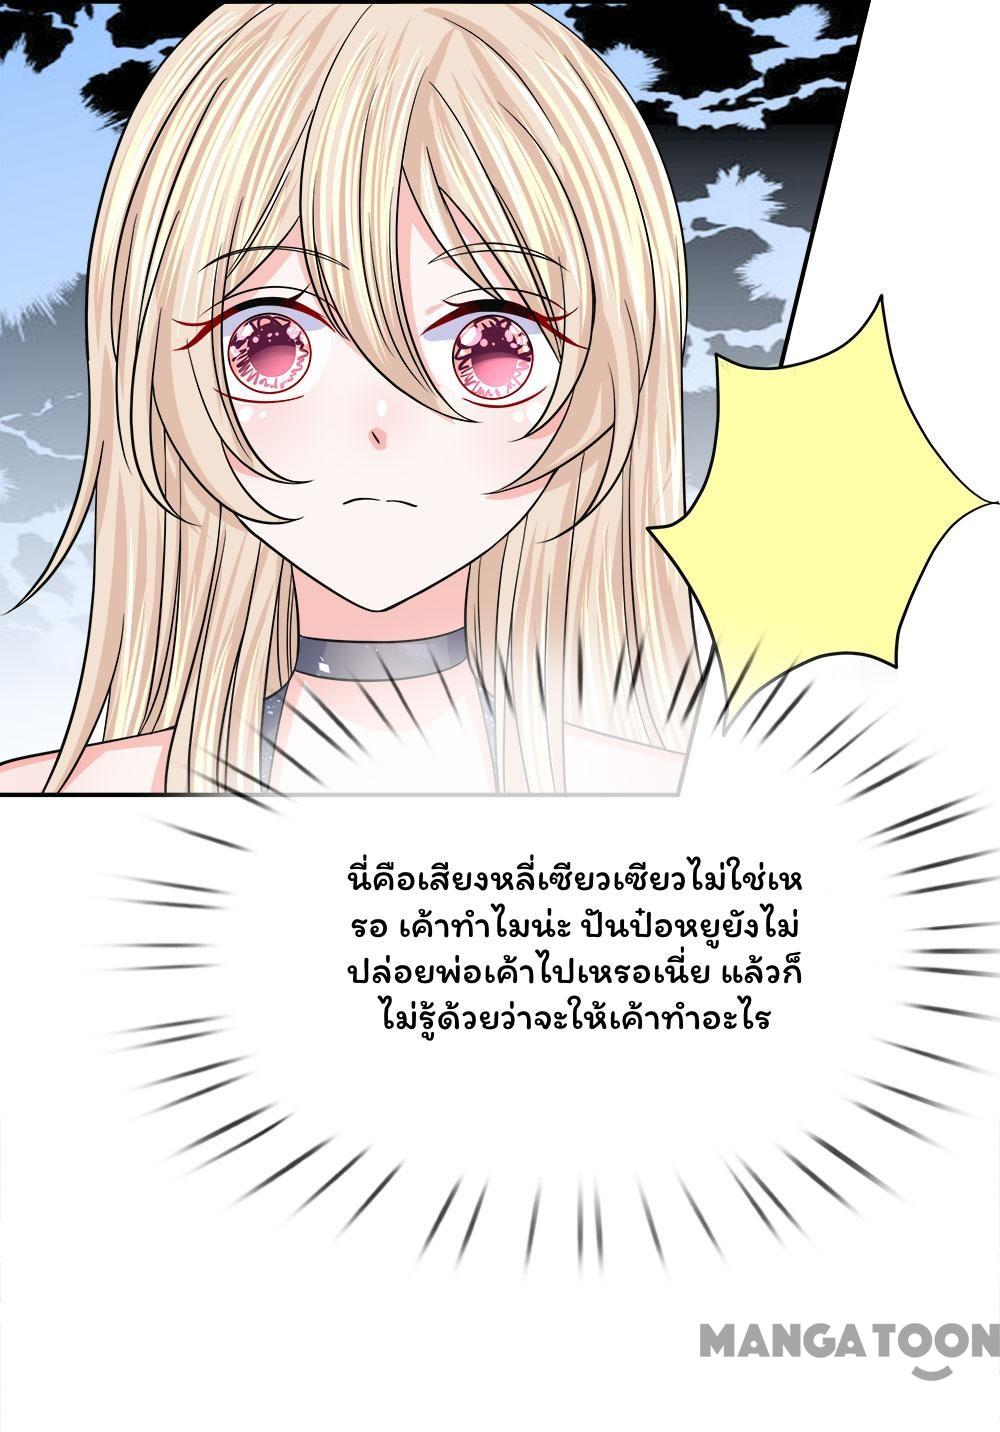 นี่คือเสียงหลี่เซียวเซียวไม่ใช่เห
รอ เค้าทำไมน่ะ ปันป๋อหยูยังไม่
ปล่อยพ่อเค้าไปเหรอเนี่ย แล้วก็
ไม่รู้ด้วยว่าจะให้เค้าทำอะไร
MANGATOON